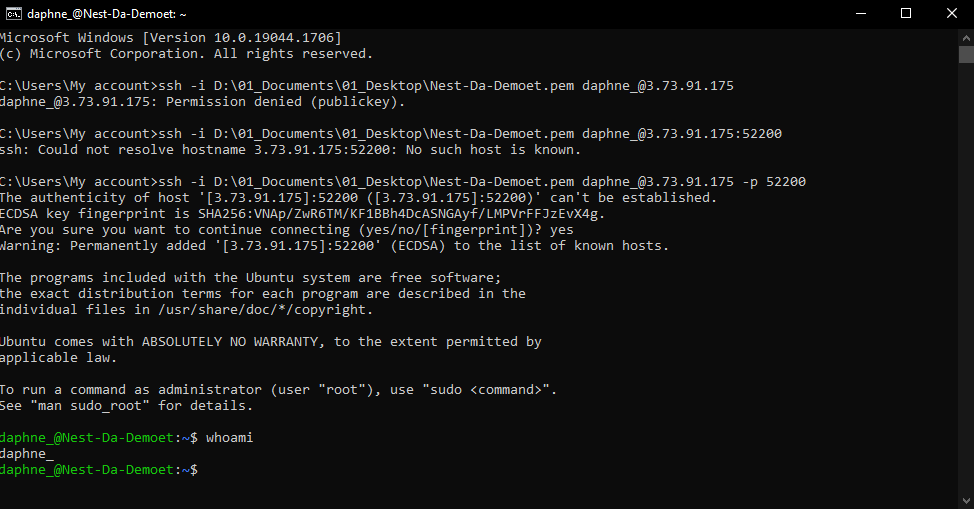 daphne_@Nest-Da-Demoet: ~
Microsoft Windows [Version 10.0.19044.1706]
(c) Microsoft Corporation. All rights reserved.
C:\Users\My account>ssh -i D:\01_Documents\01_Desktop\Nest-Da-Demoet.pem daphne_@3.73.91.175
daphne_@3.73.91.175: Permission denied (publickey).
C:\Users\My account>ssh -i D:\01_Documents\01_Desktop\Nest-Da-Demoet.pem daphne_@3.73.91.175:52200
ssh: Could not resolve hostname 3.73.91.175:52200: No such host is known.
C:\Users\My account>ssh -i D:\01_Documents\01_Desktop\Nest-Da-Demoet.pem daphne_@3.73.91.175 -p 52200
The authenticity of host '[3.73.91.175]:52200 ([3.73.91.175]:52200)' can't be established.
ECDSA key fingerprint is SHA256:VNAp/ZwR6TM/KF1BBh4DcASNGAyf/LMPVrFFJzEvX4g.
Are you sure you want to continue connecting (yes/no/[fingerprint])? yes
Warning: Permanently added '[3.73.91.175]:52200' (ECDSA) to the list of known hosts.
The programs included with the Ubuntu system are free software;
the exact distribution terms for each program are described in the
individual files in /usr/share/doc/*/copyright.
Ubuntu comes with ABSOLUTELY NO WARRANTY, to the extent permitted by
applicable law.
To run a command as administrator (user "root"), use "sudo <command>".
See "man sudo_root" for details.
daphne_@Nest-Da-Demoet:~$ whoami
daphne_
daphne_@Nest-Da-Demoet:~$